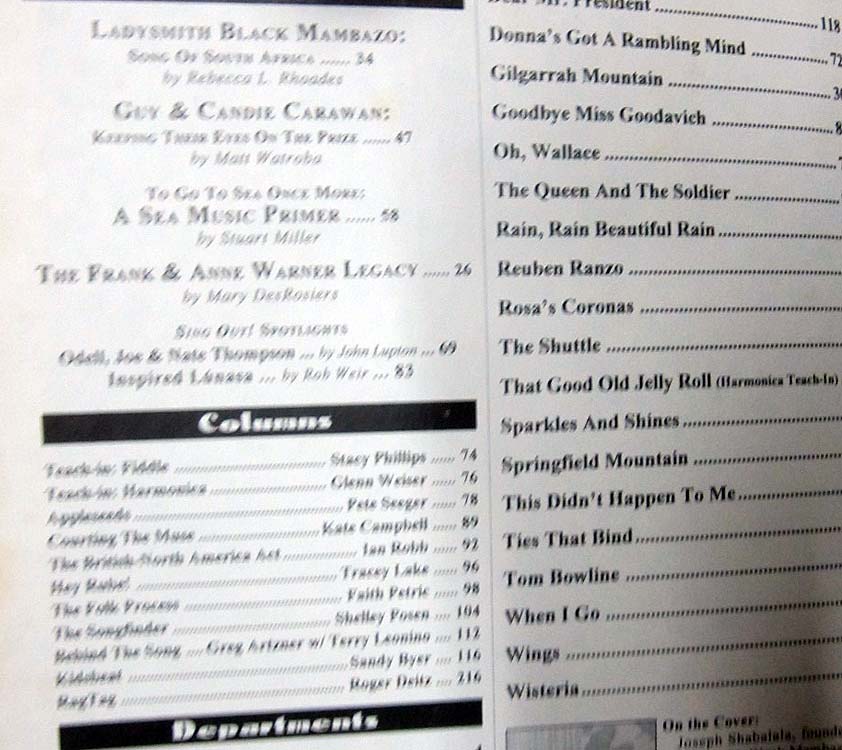 LADYSMITH BLACK MAMBAZO:
SONG OF SOUTH AFRICA ...... 34
by Rebecca L. Rhoades
GUY & CANDIE CARAWAN:
KEEPING THEIR EYES ON THE PRIZE ...... 47
by Matt Watroba
TO GO TO SEA ONCE MORE:
A SEA MUSIC PRIMER ...... 58
by Stuart Miller
THE FRANK & ANNE WARNER LEGACY ...... 26
by Mary DesRosiers
SING OUT! SPOTLIGHTS
Odell, Joe & Nate Thompson ... by John Lupton ... 69
Inspired Lúnasa ... by Rob Weir ... 83
Columns
Teach-in: Fiddle ........ Stacy Phillips ...... 74
Teach-in: Harmonica ........ Glenn Weiser ...... 76
Appleseeds ........ Pete Seeger ...... 78
Courting The Muse ........ Kate Campbell ...... 89
The British-North America Act ........ Ian Robb ...... 92
Hey Rube! ........ Tracey Lake ...... 96
The Folk Process ........ Faith Petric ...... 98
The Songfinder ........ Shelley Posen .... 104
Behind The Song .... Greg Artzner w/ Terry Leonino .... 112
Kidsbeat ........ Sandy Byer .... 116
RagTag ........ Roger Deitz .... 216
Departments
Dear Mr. President ........ 118
Donna's Got A Rambling Mind ........ 72
Gilgarrah Mountain ........
Goodbye Miss Goodavich ........
Oh, Wallace ........
The Queen And The Soldier ........
Rain, Rain Beautiful Rain ........
Reuben Ranzo ........
Rosa's Coronas ........
The Shuttle ........
That Good Old Jelly Roll (Harmonica Teach-In)
Sparkles And Shines ........
Springfield Mountain ........
This Didn't Happen To Me ........
Ties That Bind ........
Tom Bowline ........
When I Go ........
Wings ........
Wisteria ........
On the Cover:
Joseph Shabalala,